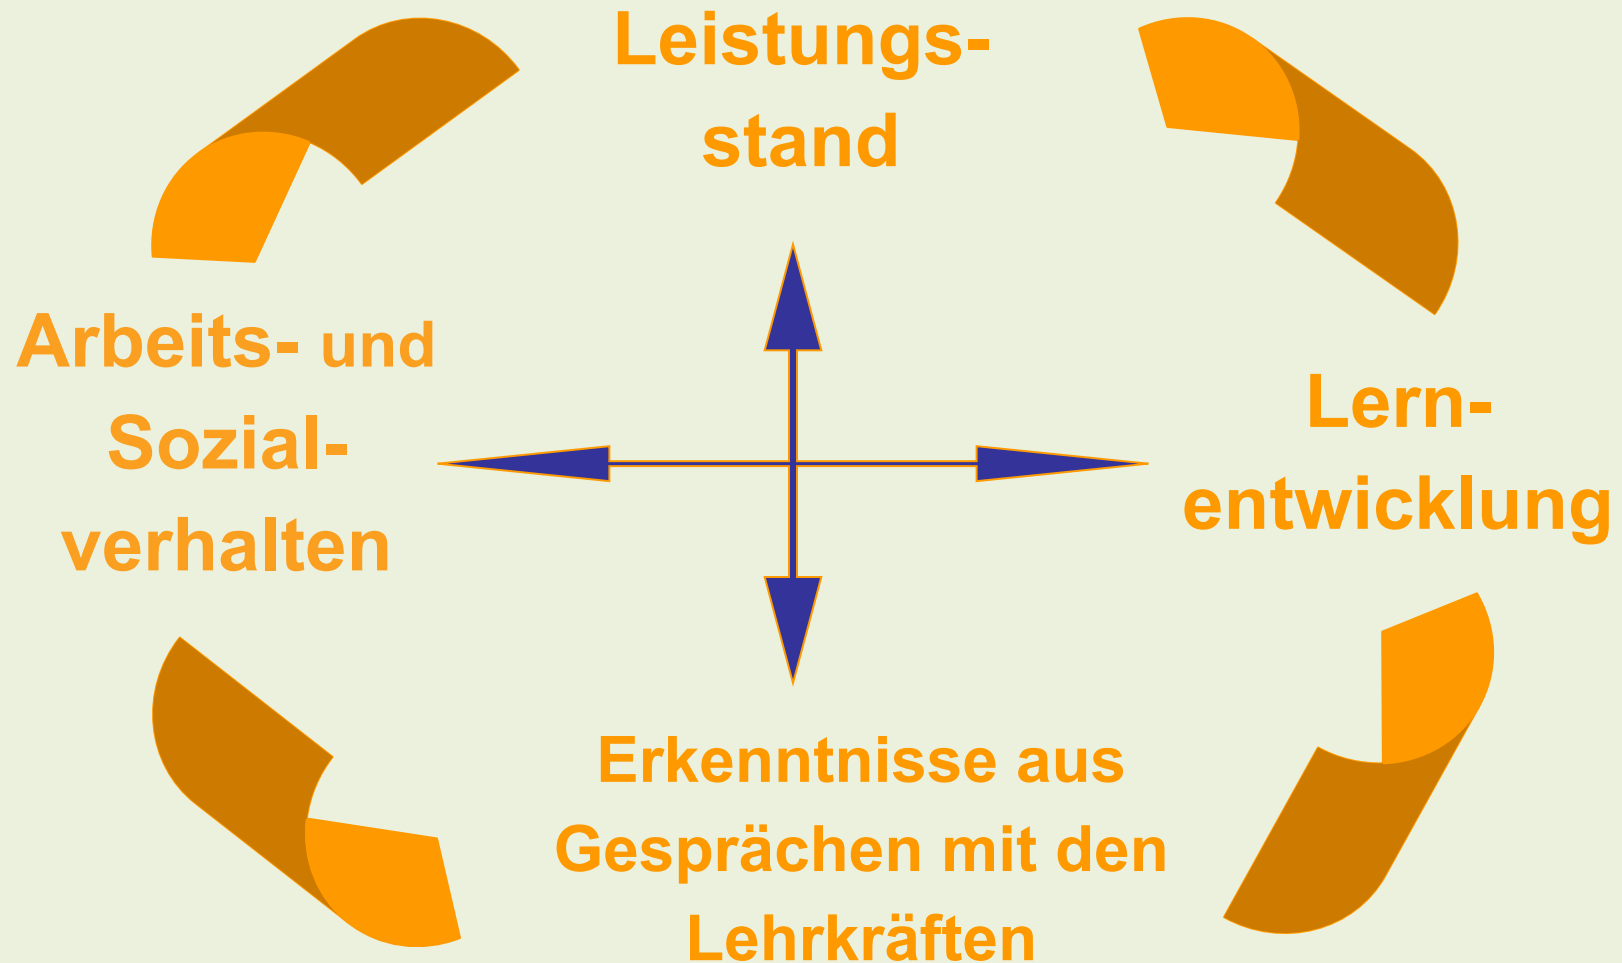 Leistungs-
stand
Arbeits- und
Sozial-
verhalten
Lern-
entwicklung
Erkenntnisse aus
Gesprächen mit den
Lehrkräften